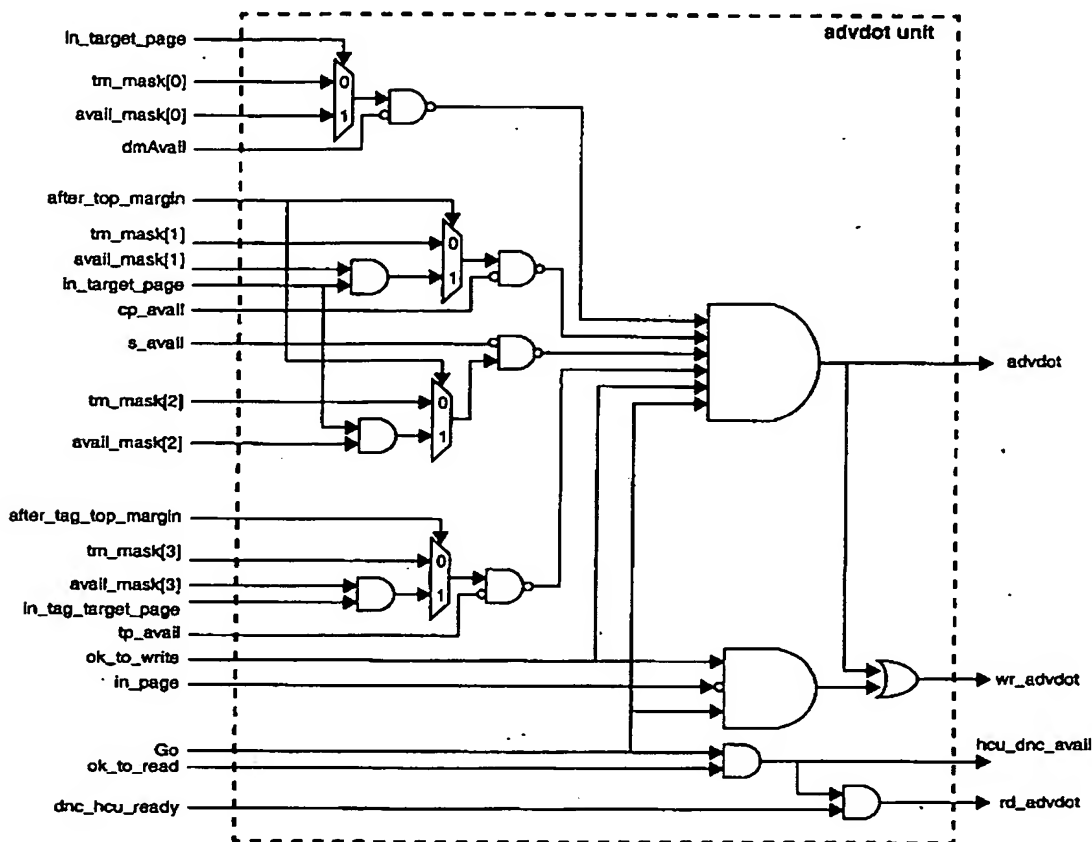 advdot unit
in_target_page
tm_mask[0]
avail_mask[0]
dmAvail
0
1
after_top_margin
tm_mask[1]
avail_mask[1]
in_target_page
cp_avail
0
1
s_avail
tm_mask[2]
avail_mask[2]
0
1
advdot
after_tag_top_margin
tm_mask[3]
avail_mask[3]
in_tag_target_page
tp_avail
0
1
ok_to_write
in_page
wr_advdot
Go
ok_to_read
hcu_dnc_avail
dnc_hcu_ready
rd_advdot